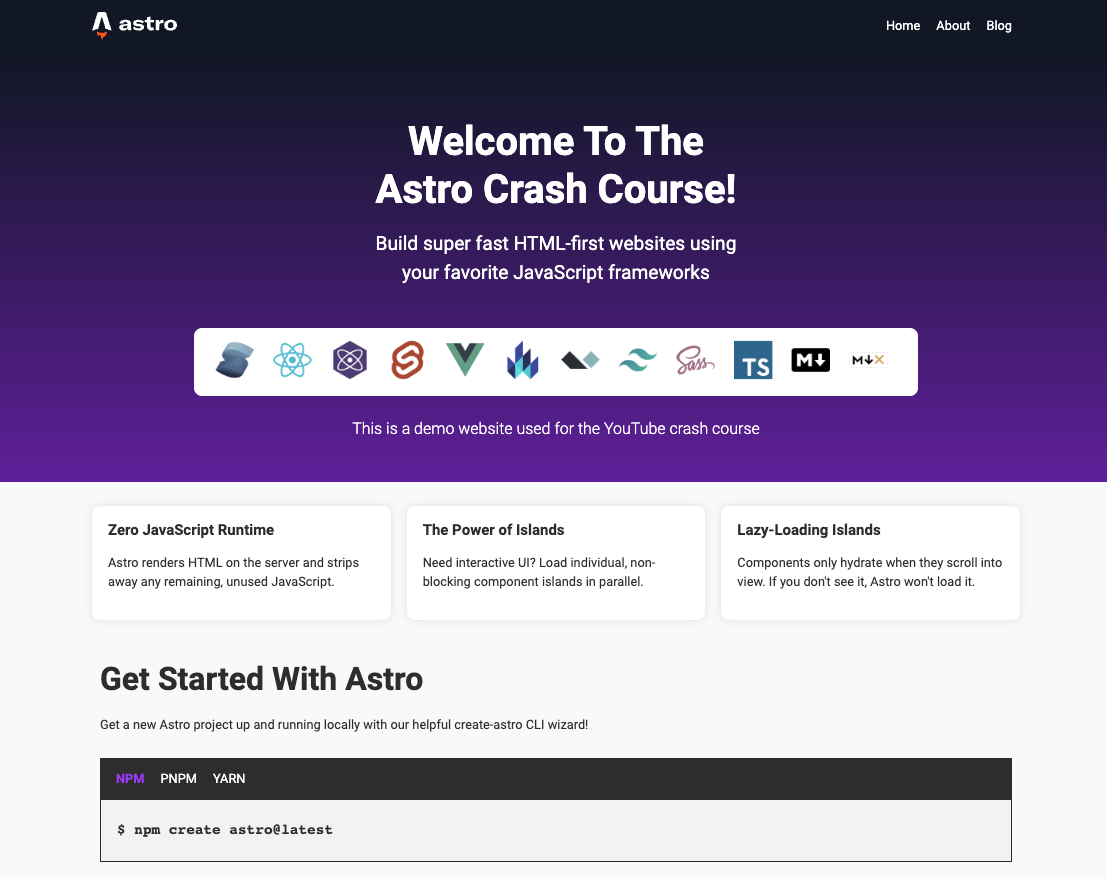 astro
Home About Blog
Welcome To The
Astro Crash Course!
Build super fast HTML-first websites using
your favorite JavaScript frameworks
Sass TS M M
This is a demo website used for the YouTube crash course
Zero JavaScript Runtime
Astro renders HTML on the server and strips
away any remaining, unused JavaScript.
The Power of Islands
Need interactive UI? Load individual, non-
blocking component islands in parallel.
Lazy-Loading Islands
Components only hydrate when they scroll into
view. If you don't see it, Astro won't load it.
Get Started With Astro
Get a new Astro project up and running locally with our helpful create-astro CLI wizard!
NPM PNPM YARN
$ npm create astro@latest